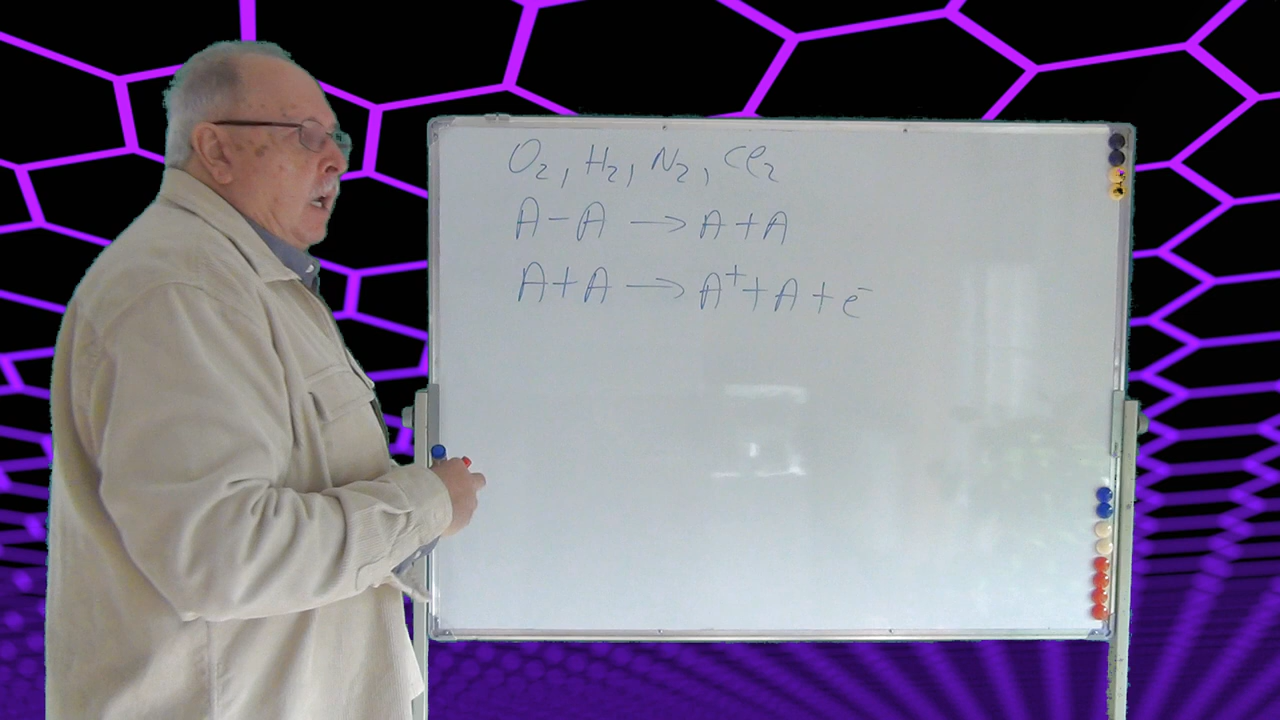 O₂, H₂, N₂, Cl₂
A – A → A + A
A + A → A⁺ + A + e⁻